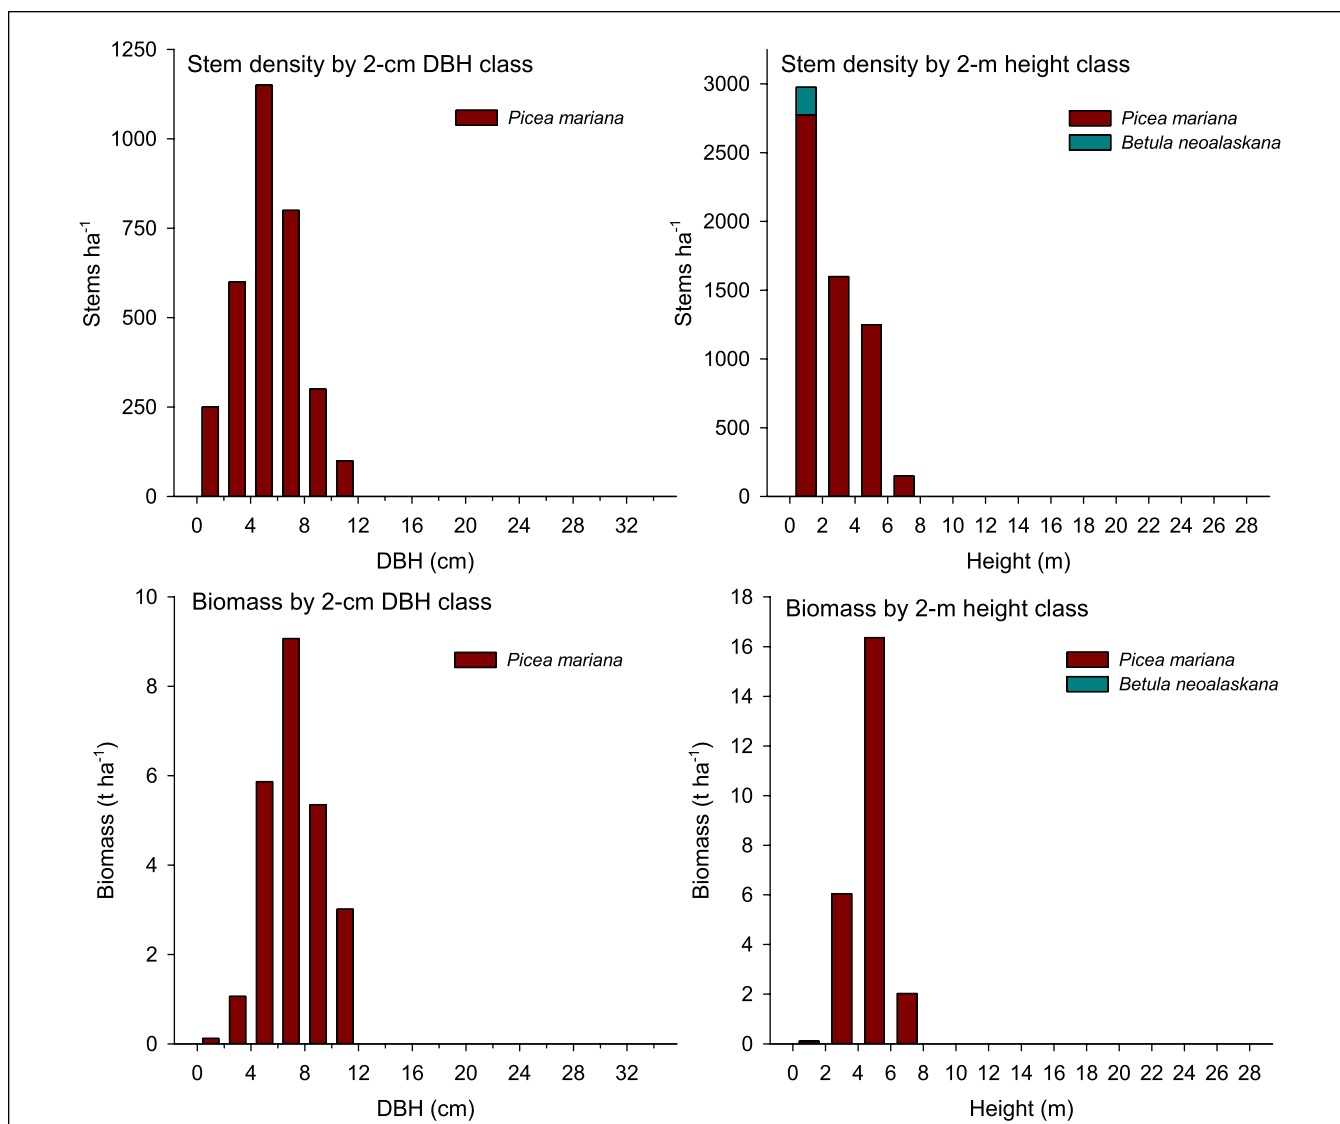 Stem density by 2-cm DBH class
Picea mariana
Stems ha-1
1250
1000
750
500
250
0
0 4 8 12 16 20 24 28 32
DBH (cm)
Stem density by 2-m height class
Picea mariana
Betula neoalaskana
Stems ha-1
3000
2500
2000
1500
1000
500
0
0 2 4 6 8 10 12 14 16 18 20 22 24 26 28
Height (m)
Biomass by 2-cm DBH class
Picea mariana
Biomass (t ha-1)
10
8
6
4
2
0
0 4 8 12 16 20 24 28 32
DBH (cm)
Biomass by 2-m height class
Picea mariana
Betula neoalaskana
Biomass (t ha-1)
18
16
14
12
10
8
6
4
2
0
0 2 4 6 8 10 12 14 16 18 20 22 24 26 28
Height (m)